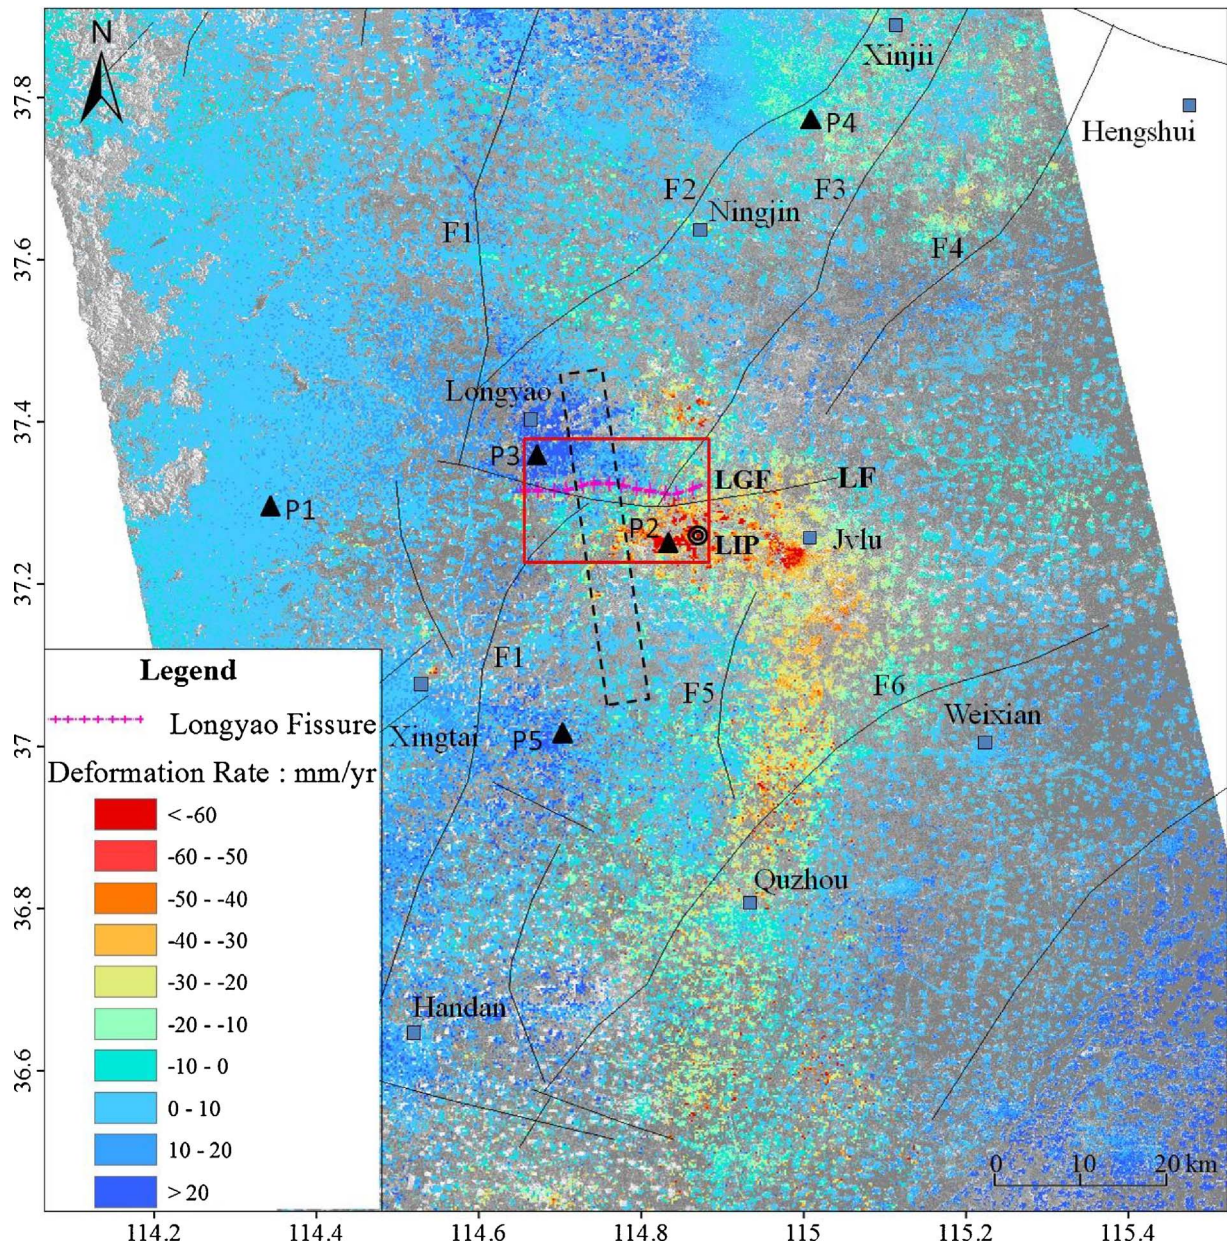 N
Xinjii
P4
Hengshui
F2
F3
Ningjin
F1
F4
Longyao
P3
LGF
LF
P1
P2
LIP
Jvlu
F1
F5
F6
Weixian
Xingtai
P5
Quzhou
Handan
Legend
Longyao Fissure
Deformation Rate : mm/yr
< -60
-60 - -50
-50 - -40
-40 - -30
-30 - -20
-20 - -10
-10 - 0
0 - 10
10 - 20
> 20
0 10 20 km
37.8
37.6
37.4
37.2
37
36.8
36.6
114.2 114.4 114.6 114.8 115 115.2 115.4